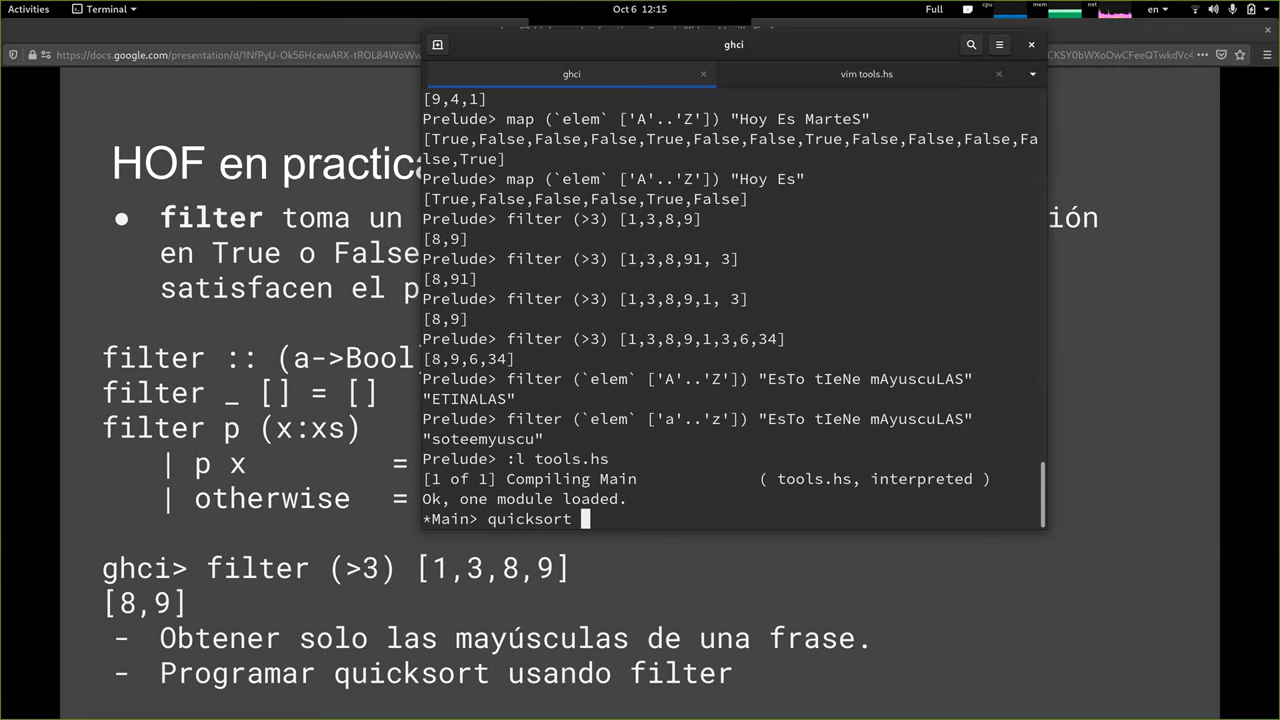 Activities
Terminal
Oct 6 12:15
Full
cpu
mem
net
en
https://docs.google.com/presentation/d/1NfPyU-Ok56HcewARX-tROL84WoWw
ghci
ghci
vim tools.hs
HOF en practica
● filter toma un
ión
en True o False
satisfacen el p
filter :: (a->Bool
filter _ [] = []
filter p (x:xs)
| p x =
| otherwise =
ghci> filter (>3) [1,3,8,9]
[8,9]
- Obtener solo las mayúsculas de una frase.
- Programar quicksort usando filter
[9,4,1]
Prelude> map (`elem` ['A'..'Z']) "Hoy Es MarteS"
[True,False,False,False,True,False,False,True,False,False,False,Fa
lse,True]
Prelude> map (`elem` ['A'..'Z']) "Hoy Es"
[True,False,False,False,True,False]
Prelude> filter (>3) [1,3,8,9]
[8,9]
Prelude> filter (>3) [1,3,8,91, 3]
[8,91]
Prelude> filter (>3) [1,3,8,9,1, 3]
[8,9]
Prelude> filter (>3) [1,3,8,9,1,3,6,34]
[8,9,6,34]
Prelude> filter (`elem` ['A'..'Z']) "EsTo tIeNe mAyuscuLAS"
"ETINALAS"
Prelude> filter (`elem` ['a'..'z']) "EsTo tIeNe mAyuscuLAS"
"soteemyuscu"
Prelude> :l tools.hs
[1 of 1] Compiling Main ( tools.hs, interpreted )
Ok, one module loaded.
*Main> quicksort